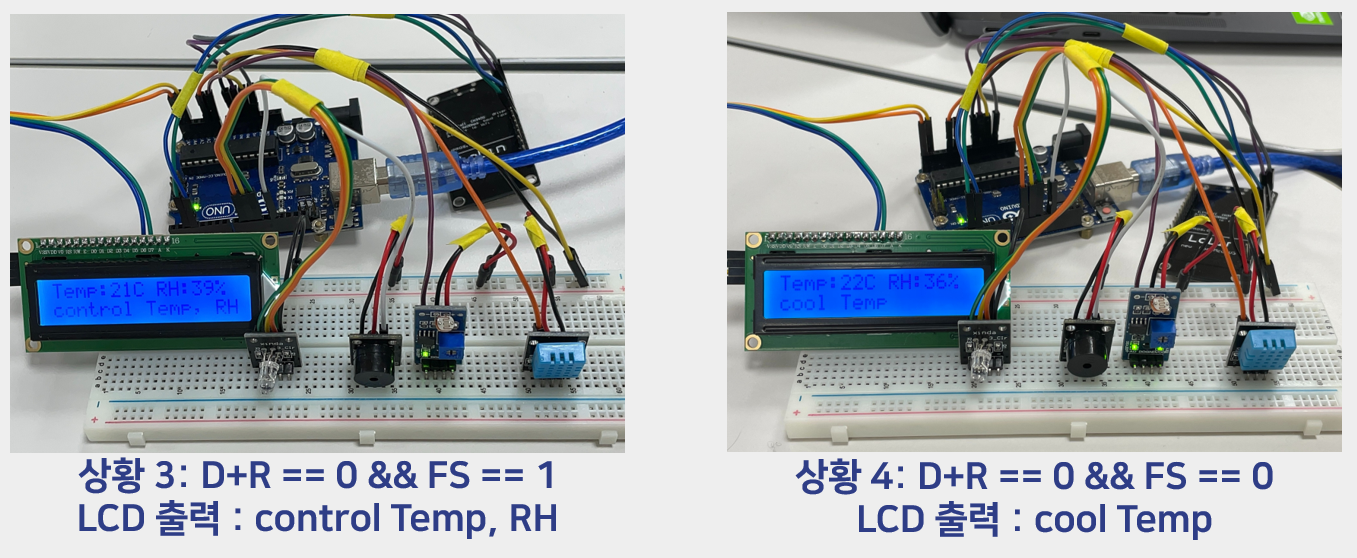 UNO
Temp:21C RH:39%
control Temp, RH
상황 3: D+R == 0 && FS == 1
LCD 출력 : control Temp, RH
Temp:22C RH:36%
cool Temp
상황 4: D+R == 0 && FS == 0
LCD 출력 : cool Temp